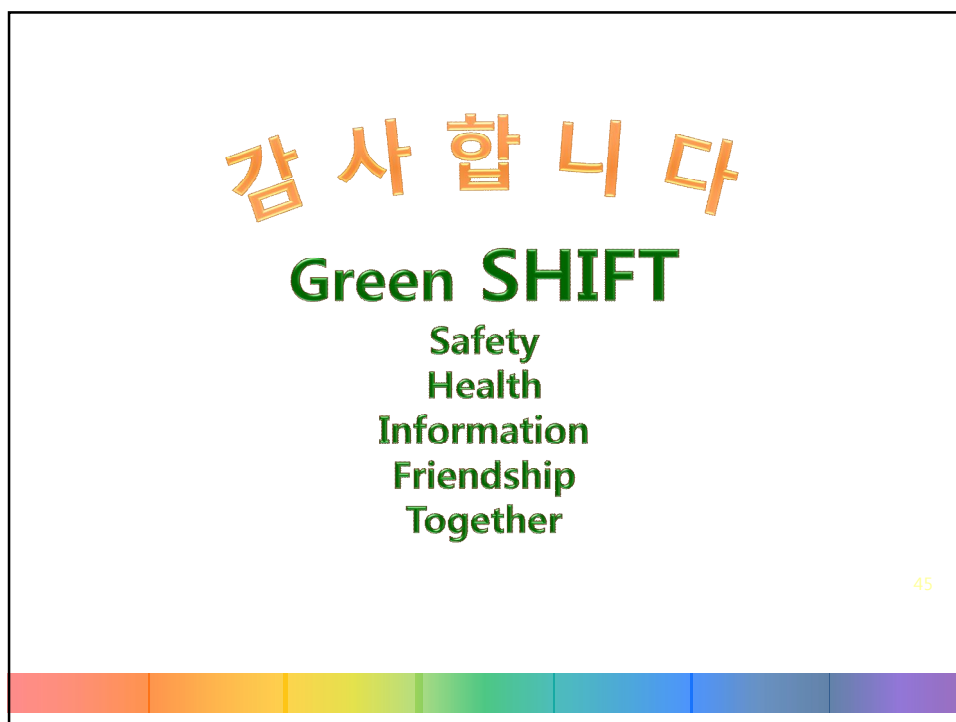 감사합니다
Green SHIFT
Safety
Health
Information
Friendship
Together
45